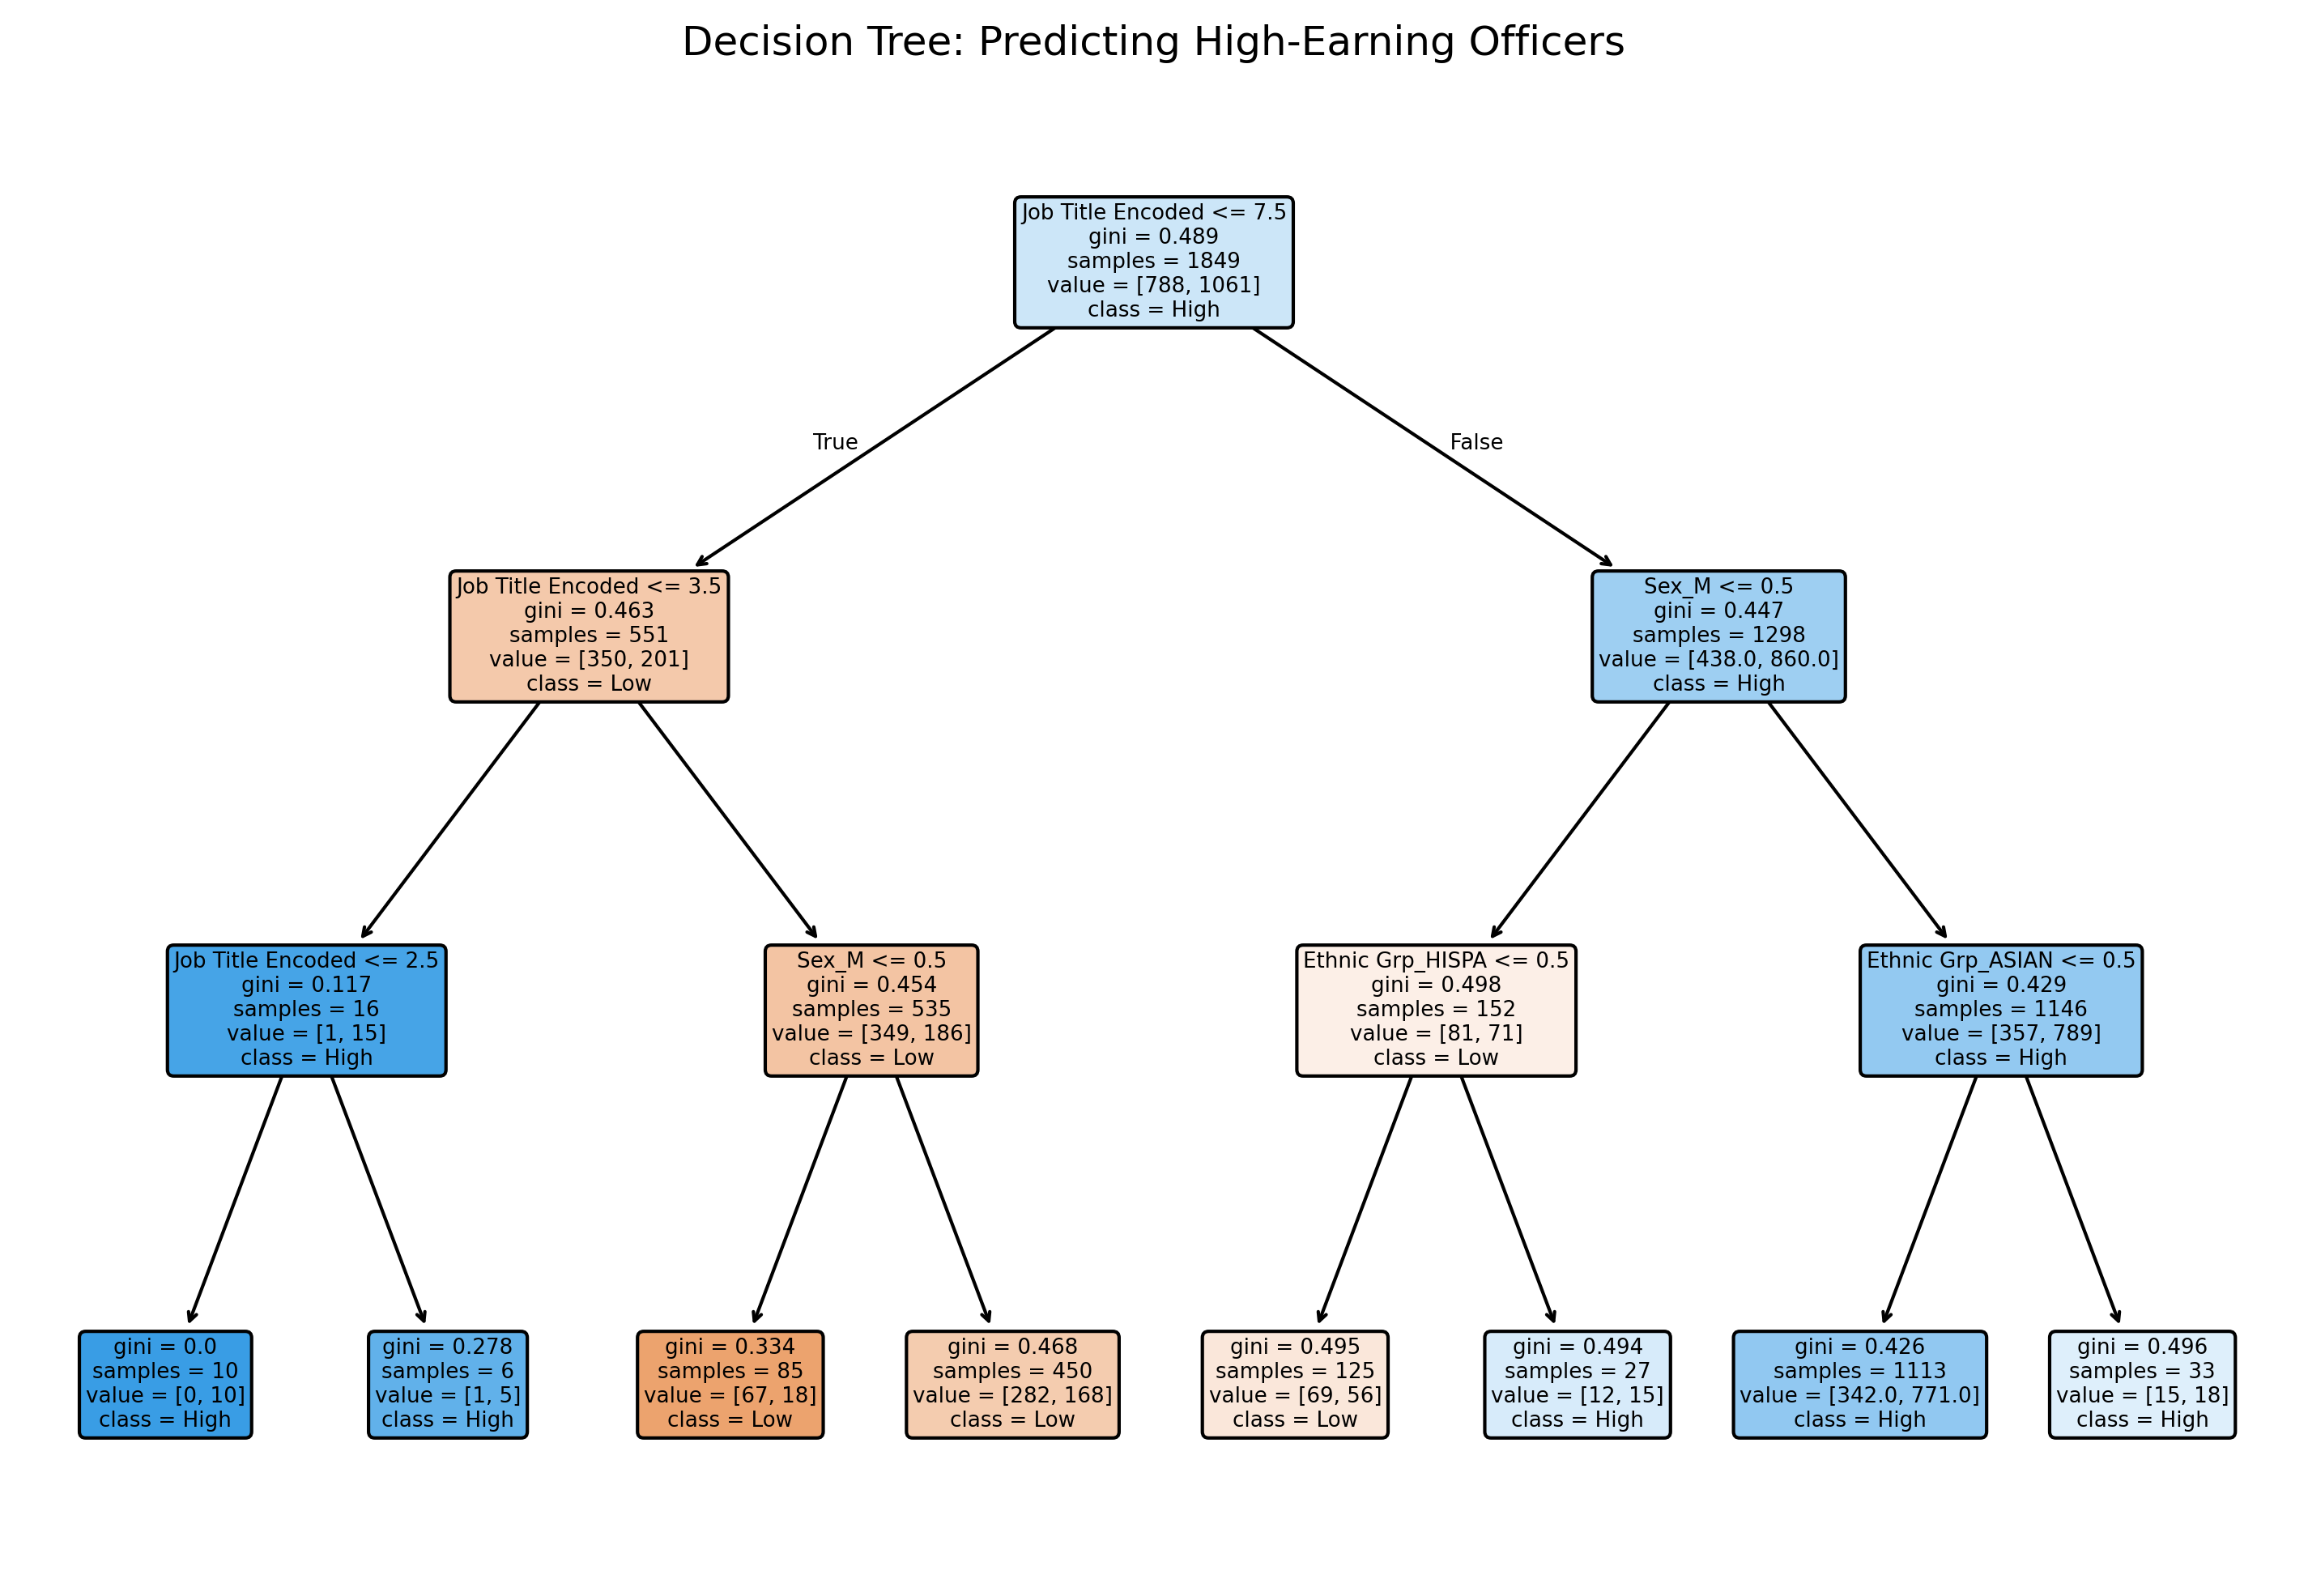 Decision Tree: Predicting High-Earning Officers
Job Title Encoded <= 7.5
gini = 0.489
samples = 1849
value = [788, 1061]
class = High
True
False
Job Title Encoded <= 3.5
gini = 0.463
samples = 551
value = [350, 201]
class = Low
Sex_M <= 0.5
gini = 0.447
samples = 1298
value = [438.0, 860.0]
class = High
Job Title Encoded <= 2.5
gini = 0.117
samples = 16
value = [1, 15]
class = High
Sex_M <= 0.5
gini = 0.454
samples = 535
value = [349, 186]
class = Low
Ethnic Grp_HISPA <= 0.5
gini = 0.498
samples = 152
value = [81, 71]
class = Low
Ethnic Grp_ASIAN <= 0.5
gini = 0.429
samples = 1146
value = [357, 789]
class = High
gini = 0.0
samples = 10
value = [0, 10]
class = High
gini = 0.278
samples = 6
value = [1, 5]
class = High
gini = 0.334
samples = 85
value = [67, 18]
class = Low
gini = 0.468
samples = 450
value = [282, 168]
class = Low
gini = 0.495
samples = 125
value = [69, 56]
class = Low
gini = 0.494
samples = 27
value = [12, 15]
class = High
gini = 0.426
samples = 1113
value = [342.0, 771.0]
class = High
gini = 0.496
samples = 33
value = [15, 18]
class = High